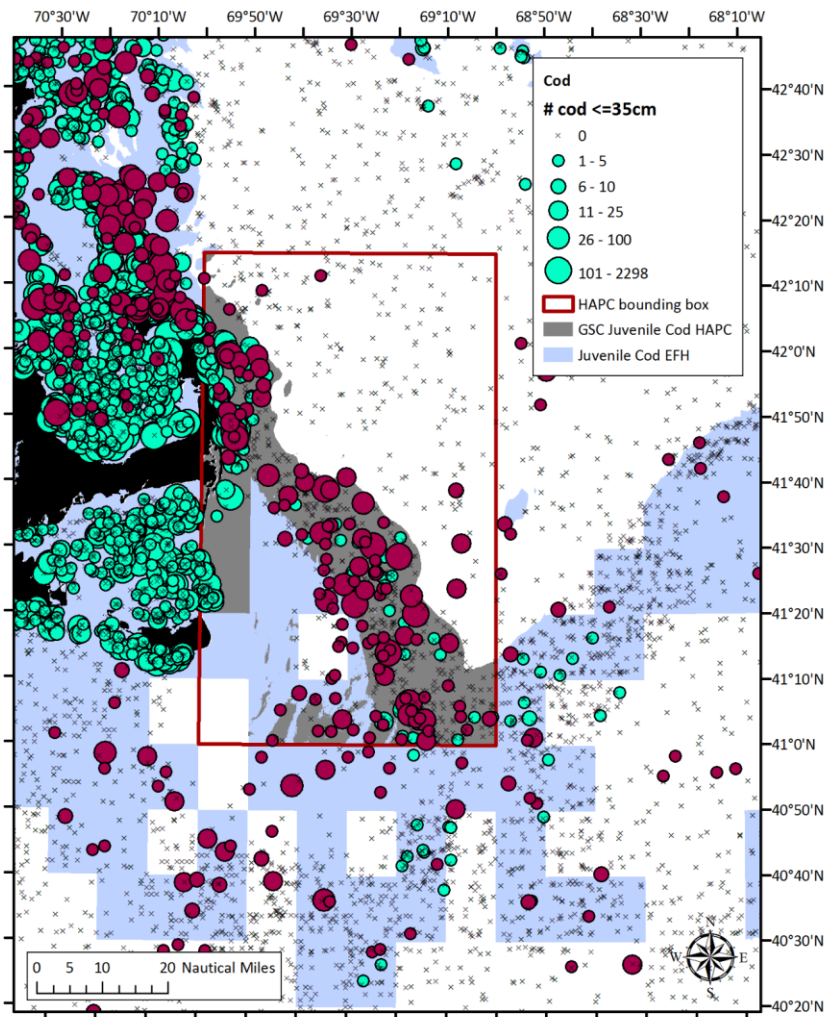 70°30'W 70°10'W 69°50'W 69°30'W 69°10'W 68°50'W 68°30'W 68°10'W
Cod
# cod <=35cm
0
1 - 5
6 - 10
11 - 25
26 - 100
101 - 2298
HAPC bounding box
GSC Juvenile Cod HAPC
Juvenile Cod EFH
42°40'N
42°30'N
42°20'N
42°10'N
42°0'N
41°50'N
41°40'N
41°30'N
41°20'N
41°10'N
41°0'N
40°50'N
40°40'N
40°30'N
40°20'N
N
W E
S
0 5 10 20 Nautical Miles